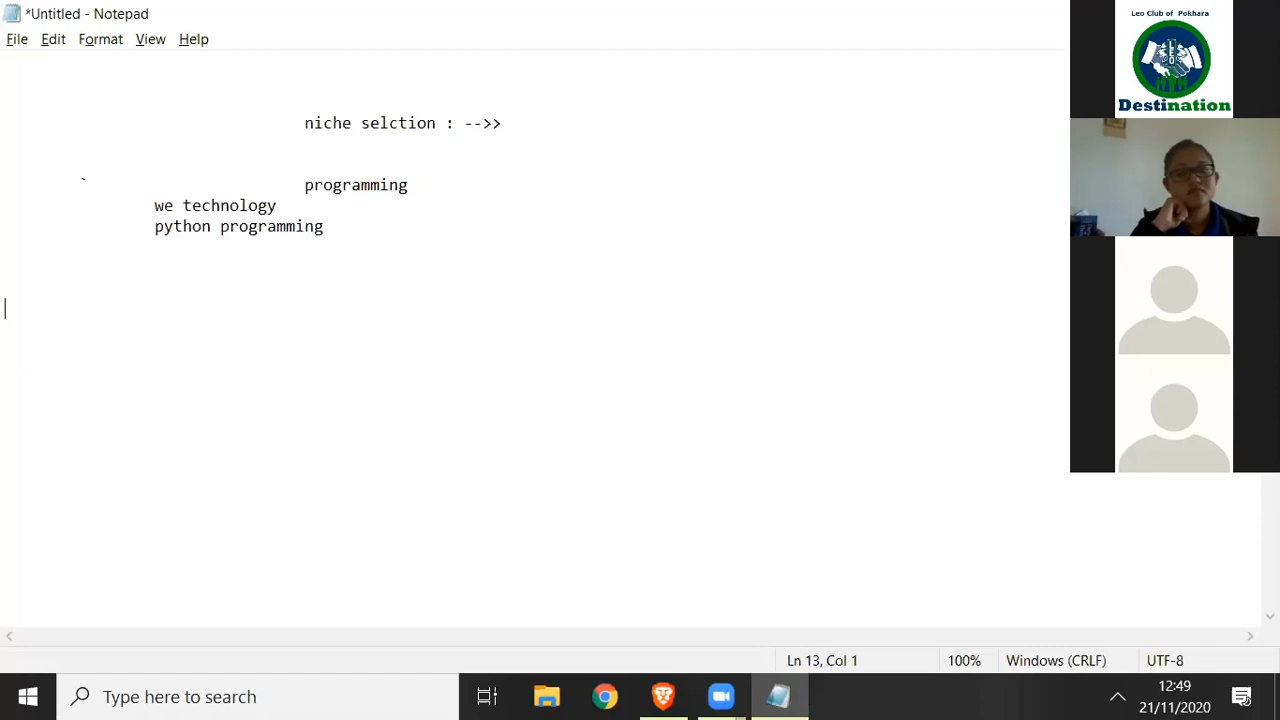 *Untitled - Notepad
File Edit Format View Help
niche selction : -->>
` programming
we technology
python programming
Leo Club of Pokhara
LEO
Destination
Ln 13, Col 1 100% Windows (CRLF) UTF-8
Type here to search
12:49
21/11/2020